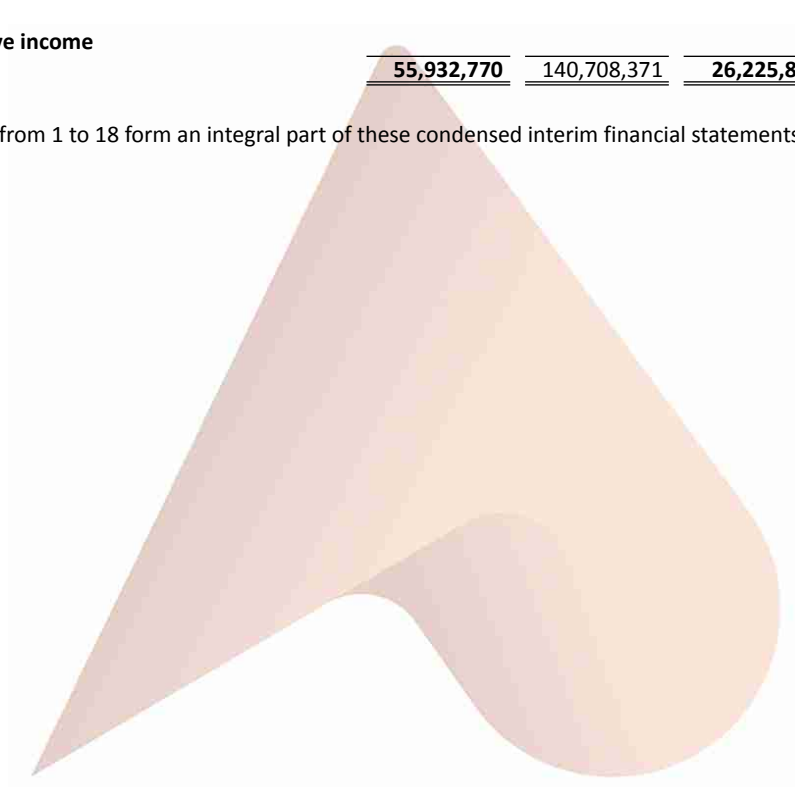 ve income
55,932,770 140,708,371 26,225,8
from 1 to 18 form an integral part of these condensed interim financial statements